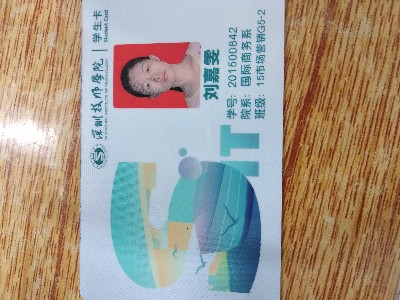 深圳技师学院 | 学生卡
Student Card
刘嘉雯
学号: 201500842
院系: 国际商务系
班级: 15市场营销G5-2
SIT